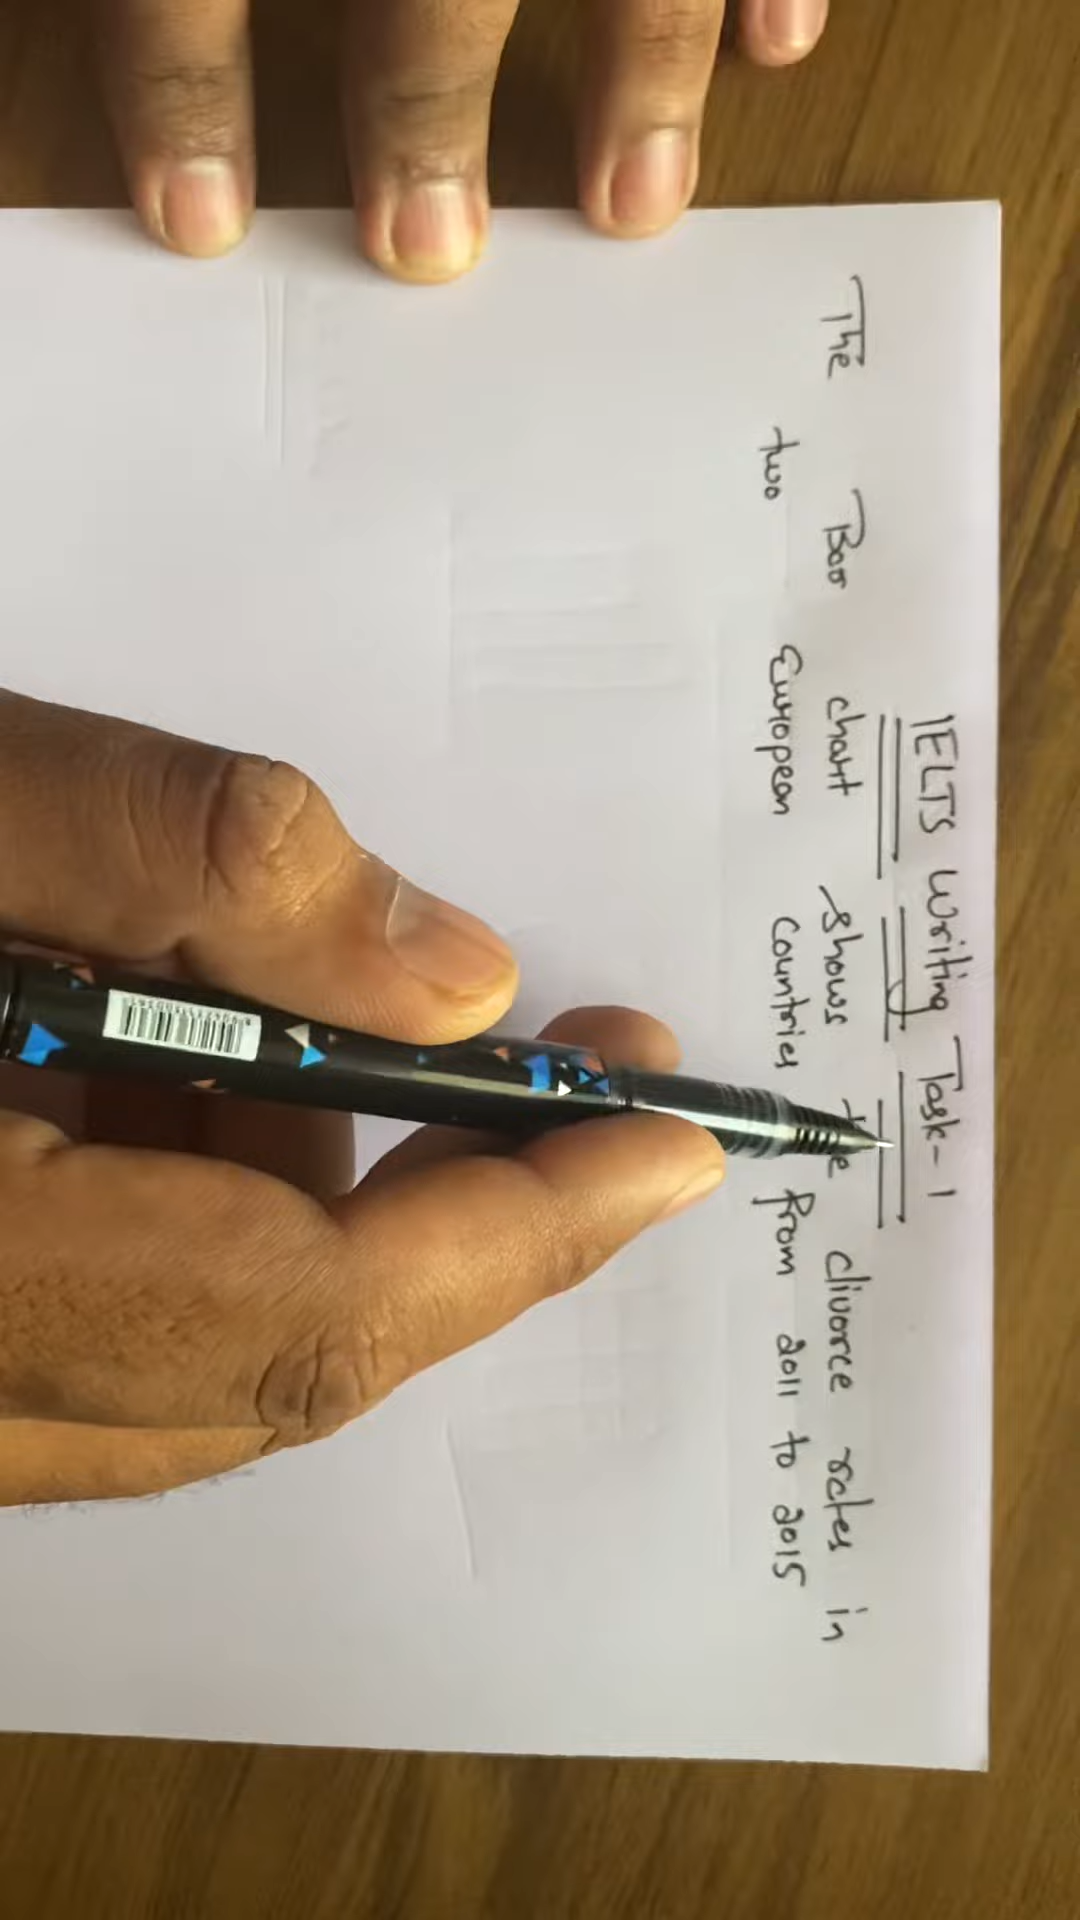 IELTS Writing Task-1
The Bar chart shows the divorce rates in
two European countries from 2011 to 2015